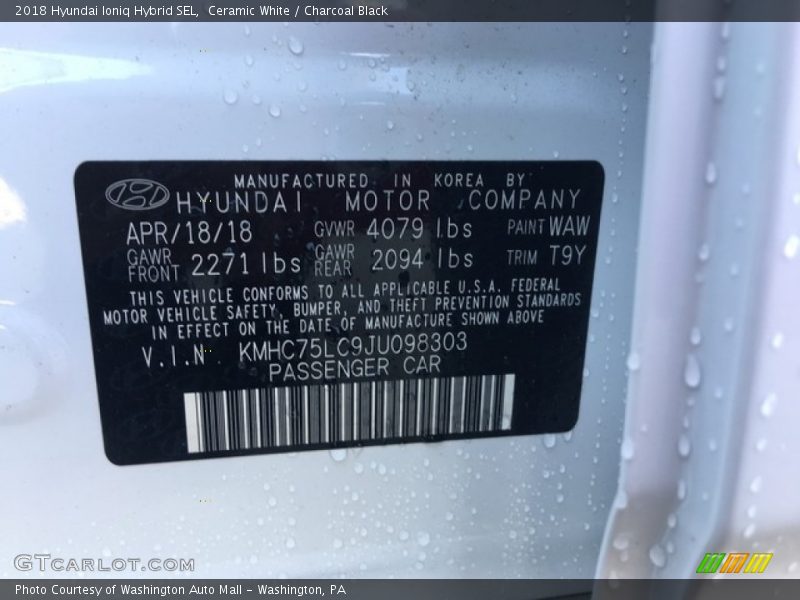 2018 Hyundai Ioniq Hybrid SEL,  Ceramic White / Charcoal Black
MANUFACTURED IN KOREA BY
HYUNDAI MOTOR COMPANY
APR/18/18 GVWR 4079 lbs PAINT WAW
GAWR FRONT 2271 lbs GAWR REAR 2094 lbs TRIM T9Y
THIS VEHICLE CONFORMS TO ALL APPLICABLE U.S.A. FEDERAL
MOTOR VEHICLE SAFETY, BUMPER, AND THEFT PREVENTION STANDARDS
IN EFFECT ON THE DATE OF MANUFACTURE SHOWN ABOVE
V.I.N. KMHC75LC9JU098303
PASSENGER CAR
GTcarlot.com
Photo Courtesy of Washington Auto Mall - Washington, PA